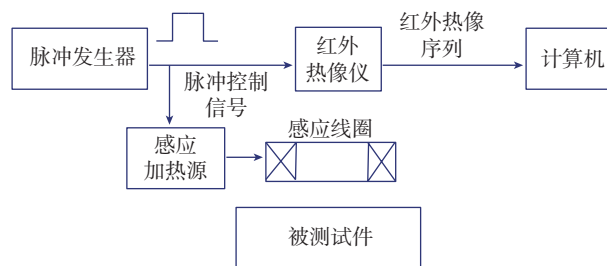 脉冲发生器
脉冲控制
信号
红外
热像仪
红外热像
序列
计算机
感应
加热源
感应线圈
被测试件